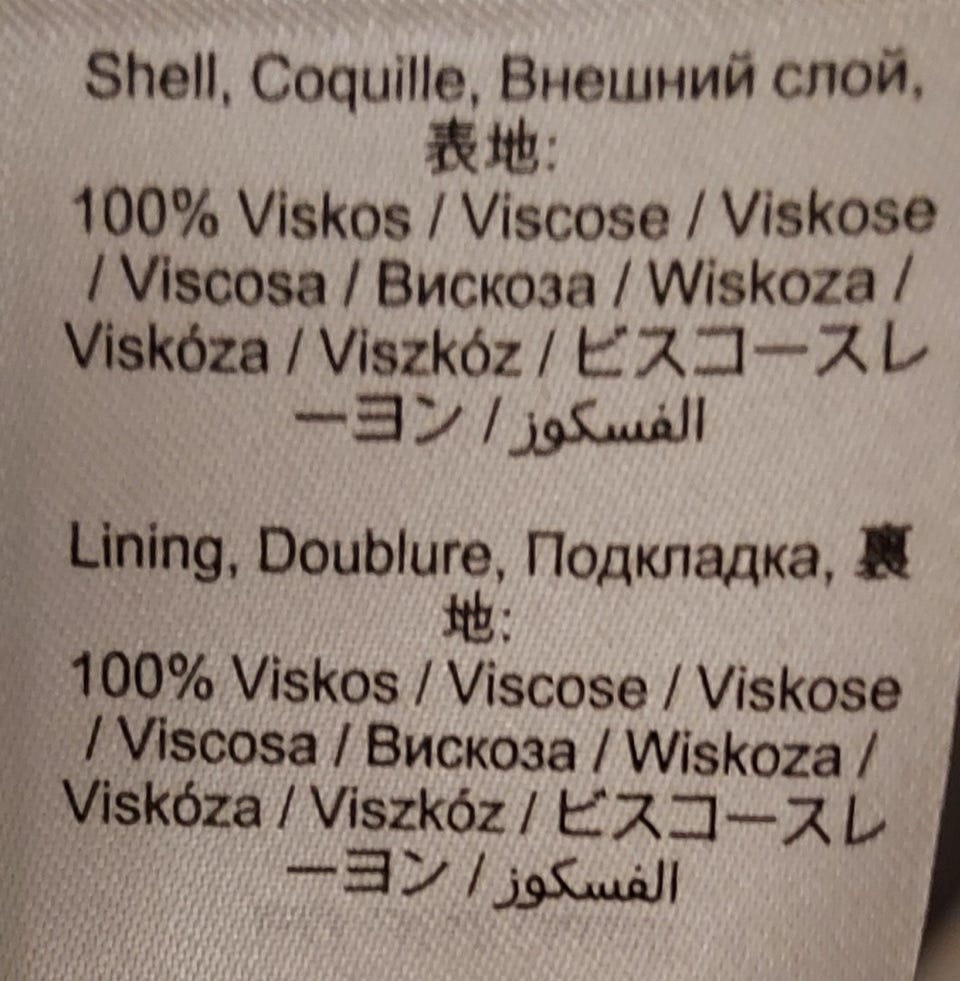 Shell, Coquille, Внешний слой,
表地:
100% Viskos / Viscose / Viskose
/ Viscosa / Вискоза / Wiskoza /
Viskóza / Viszkóz / ビスコースレ
ーヨン / الفسكوز
Lining, Doublure, Подкладка, 裏
地:
100% Viskos / Viscose / Viskose
/ Viscosa / Вискоза / Wiskoza /
Viskóza / Viszkóz / ビスコースレ
ーヨン / الفسكوز